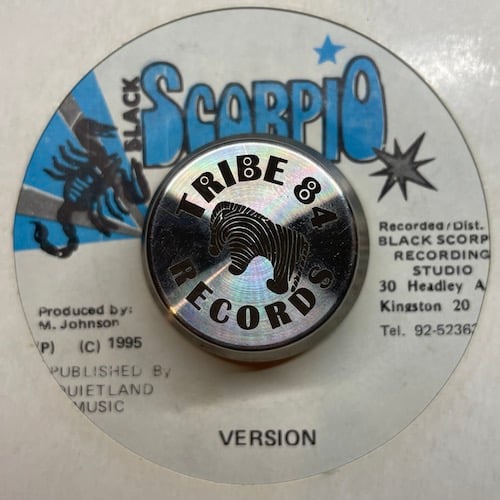 BLACK
SCORPIO
TRIBE 84
RECORDS
Recorded/Dist.
BLACK SCORP
RECORDING
STUDIO
30 Headley A
Kingston 20
Tel. 92-52362
Produced by:
M. Johnson
P) (C) 1995
PUBLISHED By
QUIETLAND
MUSIC
VERSION